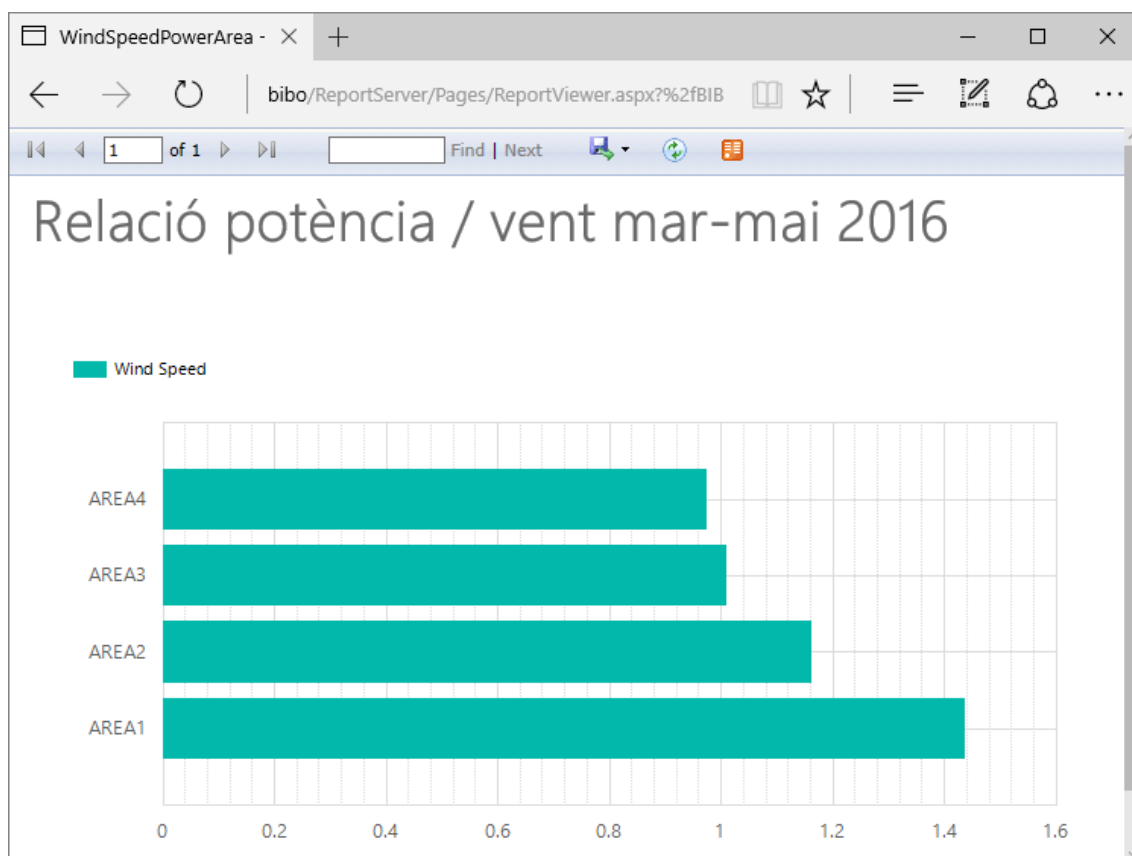 WindSpeedPowerArea -
bibo/ReportServer/Pages/ReportViewer.aspx?%2fBIB
1 of 1 Find | Next
Relació potència / vent mar-mai 2016
Wind Speed
AREA4
AREA3
AREA2
AREA1
0 0.2 0.4 0.6 0.8 1 1.2 1.4 1.6